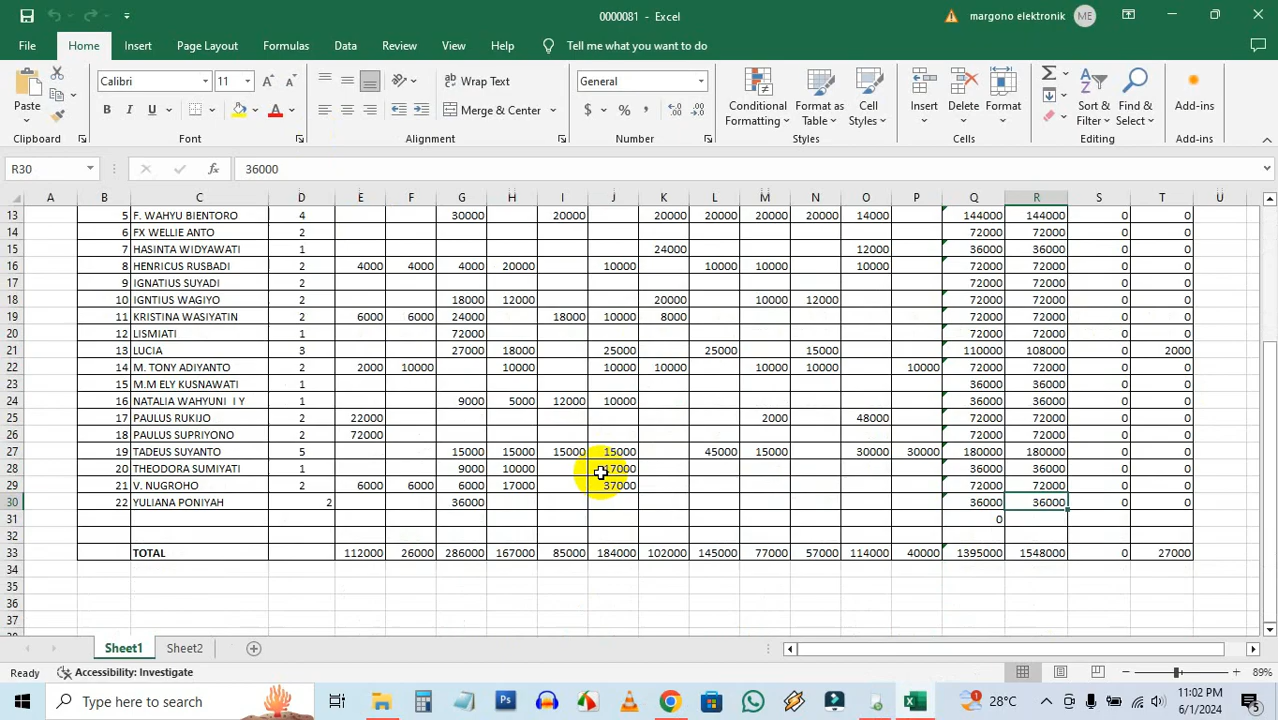 0000081 - Excel
margono elektronik ME
File Home Insert Page Layout Formulas Data Review View Help Tell me what you want to do
Calibri 11 Wrap Text General
Paste Merge & Center Conditional Formatting Format as Table Cell Styles Insert Delete Format Sort & Filter Find & Select Add-ins
Clipboard Font Alignment Number Styles Cells Editing Add-ins
R30 36000
A B C D E F G H I J K L M N O P Q R S T U
13 5 F. WAHYU BIENTORO 4 30000 20000 20000 20000 20000 20000 14000 144000 144000 0 0
14 6 FX WELLIE ANTO 2 72000 72000 0 0
15 7 HASINTA WIDYAWATI 1 24000 12000 36000 36000 0 0
16 8 HENRICUS RUSBADI 2 4000 4000 4000 20000 10000 10000 10000 10000 72000 72000 0 0
17 9 IGNATIUS SUYADI 2 72000 72000 0 0
18 10 IGNTIUS WAGIYO 2 18000 12000 20000 10000 12000 72000 72000 0 0
19 11 KRISTINA WASIYATIN 2 6000 6000 24000 18000 10000 8000 72000 72000 0 0
20 12 LISMIATI 1 72000 72000 72000 0 0
21 13 LUCIA 3 27000 18000 25000 25000 15000 110000 108000 0 2000
22 14 M. TONY ADIYANTO 2 2000 10000 10000 10000 10000 10000 10000 10000 72000 72000 0 0
23 15 M.M ELY KUSNAWATI 1 36000 36000 0 0
24 16 NATALIA WAHYUNI I Y 1 9000 5000 12000 10000 36000 36000 0 0
25 17 PAULUS RUKIJO 2 22000 2000 48000 72000 72000 0 0
26 18 PAULUS SUPRIYONO 2 72000 72000 72000 0 0
27 19 TADEUS SUYANTO 5 15000 15000 15000 15000 45000 15000 30000 30000 180000 180000 0 0
28 20 THEODORA SUMIYATI 1 9000 10000 17000 36000 36000 0 0
29 21 V. NUGROHO 2 6000 6000 6000 17000 37000 72000 72000 0 0
30 22 YULIANA PONIYAH 2 36000 36000 36000 0 0
31 0
32
33 TOTAL 112000 26000 286000 167000 85000 184000 102000 145000 77000 57000 114000 40000 1395000 1548000 0 27000
34
35
36
37
Sheet1 Sheet2
Ready Accessibility: Investigate 89%
Type here to search 28°C 11:02 PM
6/1/2024 5